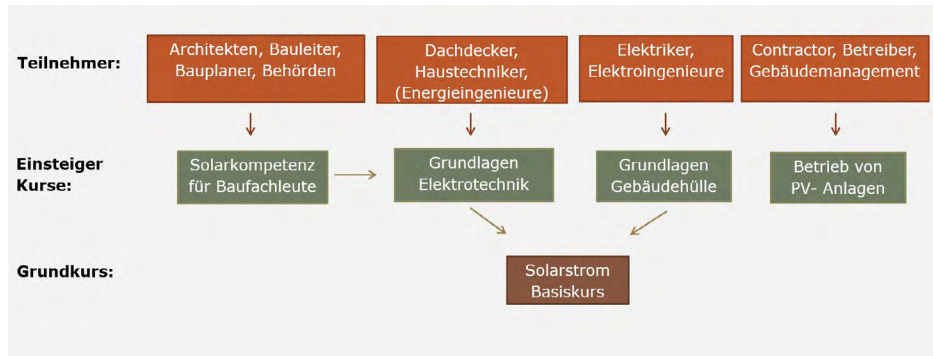 Teilnehmer:
Architekten, Bauleiter,
Bauplaner, Behörden
Dachdecker,
Haustechniker,
(Energieingenieure)
Elektriker,
Elektroingenieure
Contractor, Betreiber,
Gebäudemanagement
Einsteiger
Kurse:
Solarkompetenz
für Baufachleute
Grundlagen
Elektrotechnik
Grundlagen
Gebäudehülle
Betrieb von
PV- Anlagen
Grundkurs:
Solarstrom
Basiskurs